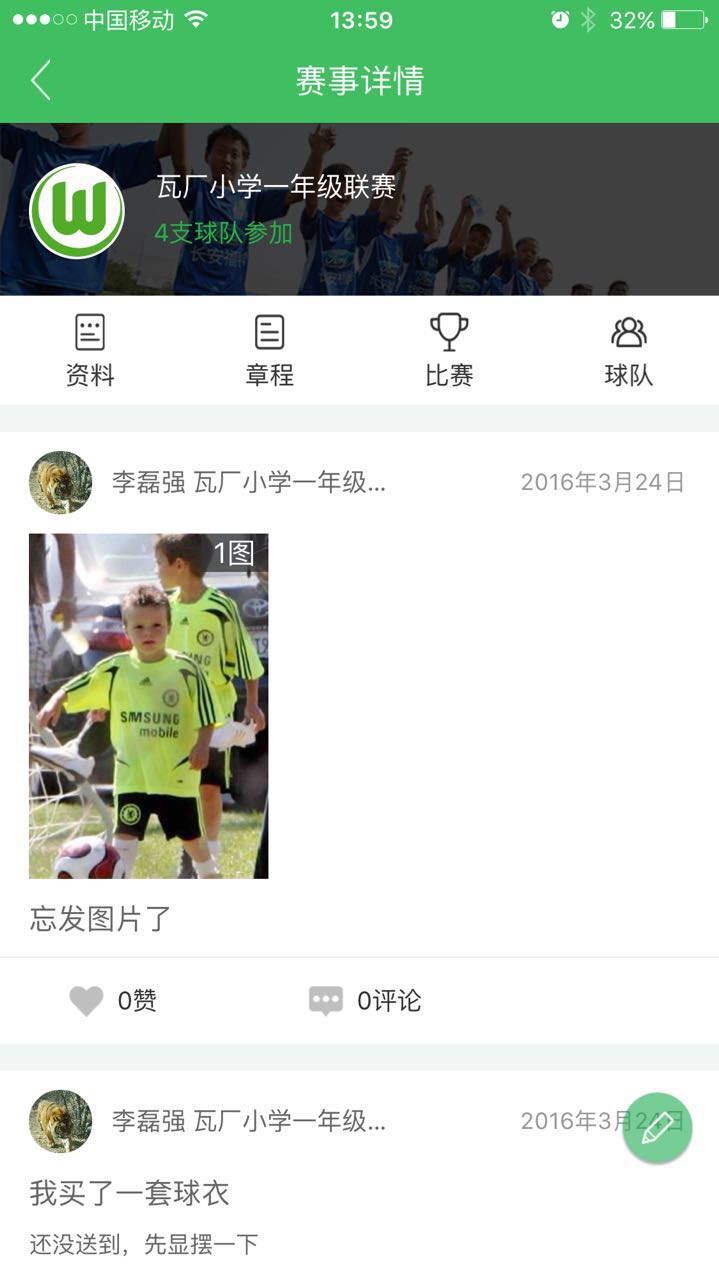 中国移动 13:59 32%
赛事详情
瓦厂小学一年级联赛
4支球队参加
长安福
资料 章程 比赛 球队
李磊强 瓦厂小学一年级... 2016年3月24日
1图
SAMSUNG
mobile
忘发图片了
0赞 0评论
李磊强 瓦厂小学一年级... 2016年3月24日
我买了一套球衣
还没送到，先显摆一下